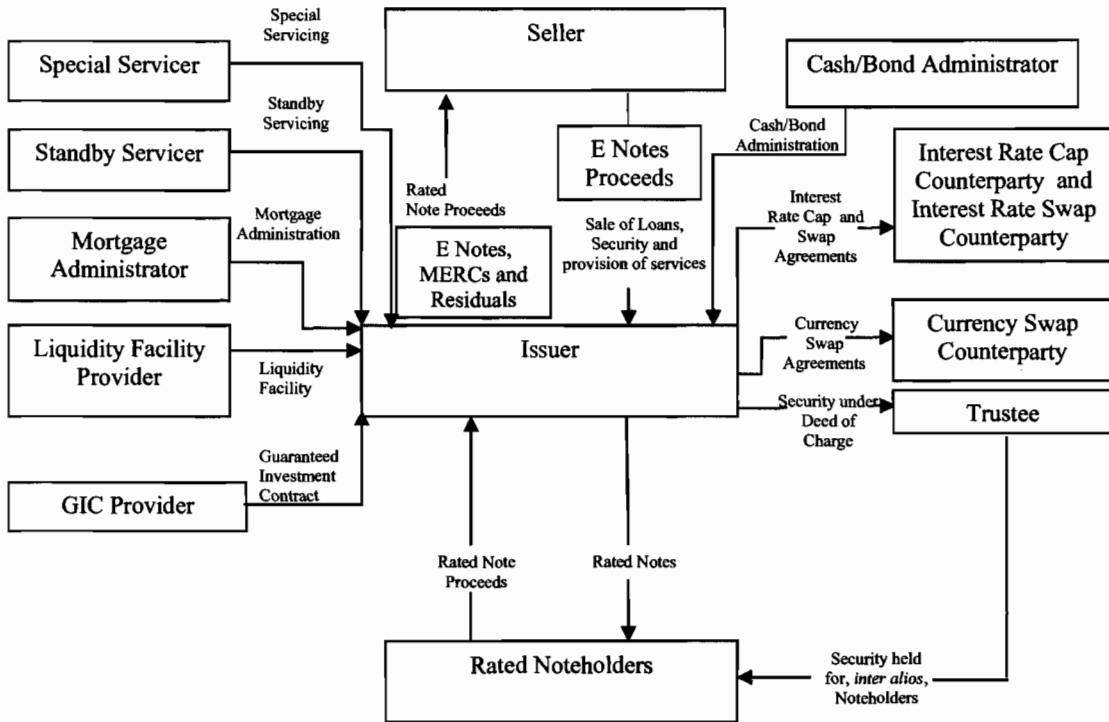 Special
Servicing
Seller
Special Servicer
Cash/Bond Administrator
Standby
Servicing
Standby Servicer
Cash/Bond
Administration
E Notes
Proceeds
Interest Rate Cap
Counterparty and
Interest Rate Swap
Counterparty
Rated
Note Proceeds
Interest
Rate Cap and
Swap
Agreements
Mortgage
Administration
Mortgage
Administrator
E Notes,
MERCs and
Residuals
Sale of Loans,
Security and
provision of services
Liquidity Facility
Provider
Liquidity
Facility
Issuer
Currency
Swap
Agreements
Currency Swap
Counterparty
Security under
Deed of
Charge
Trustee
Guaranteed
Investment
Contract
GIC Provider
Rated Note
Proceeds
Rated Notes
Rated Noteholders
Security held
for, inter alios,
Noteholders